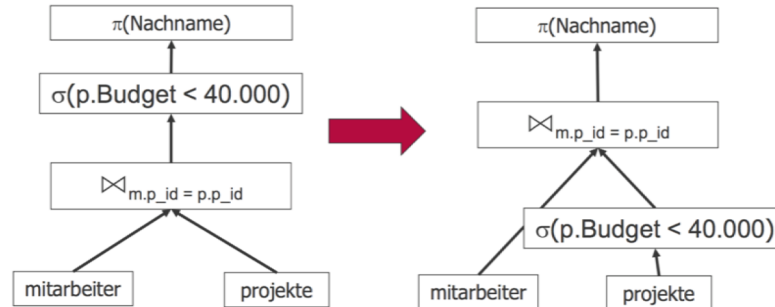 π(Nachname)
σ(p.Budget < 40.000)
⋈m.p_id = p.p_id
mitarbeiter
projekte
π(Nachname)
⋈m.p_id = p.p_id
σ(p.Budget < 40.000)
mitarbeiter
projekte